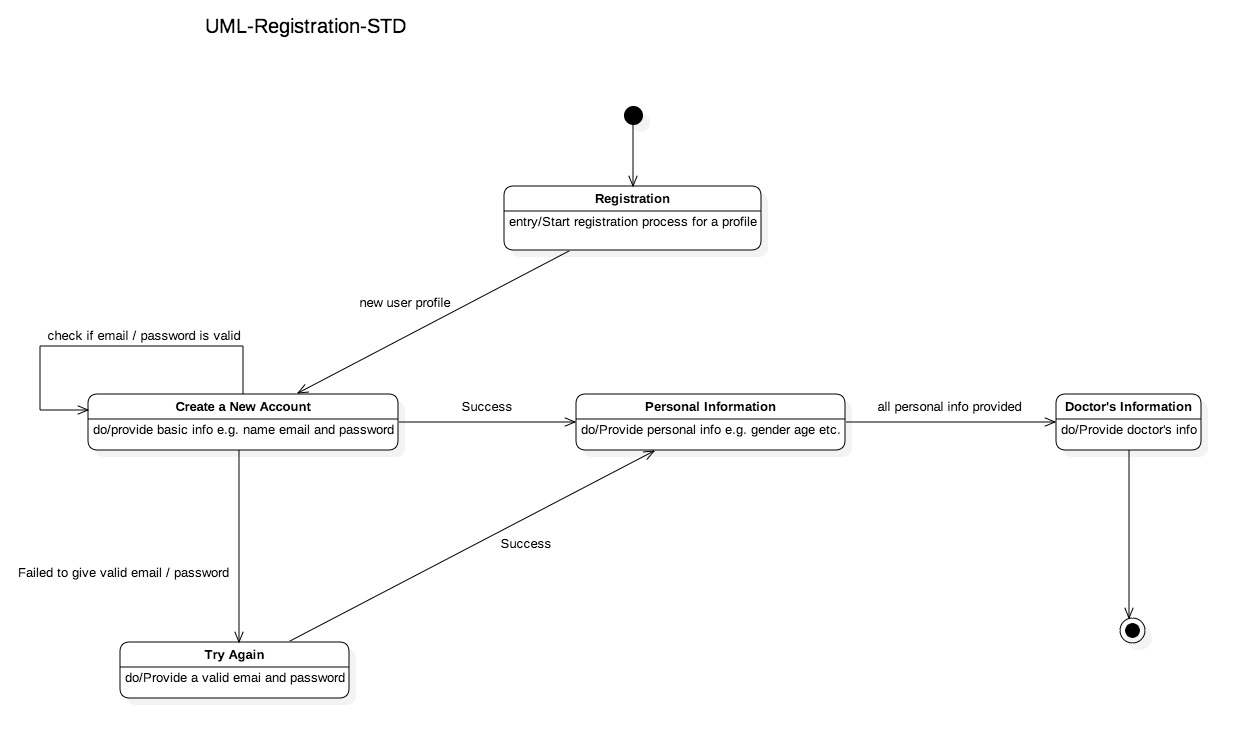 UML-Registration-STD
Registration
entry/Start registration process for a profile
new user profile
check if email / password is valid
Create a New Account
do/provide basic info e.g. name email and password
Success
Personal Information
do/Provide personal info e.g. gender age etc.
all personal info provided
Doctor's Information
do/Provide doctor's info
Success
Failed to give valid email / password
Try Again
do/Provide a valid emai and password